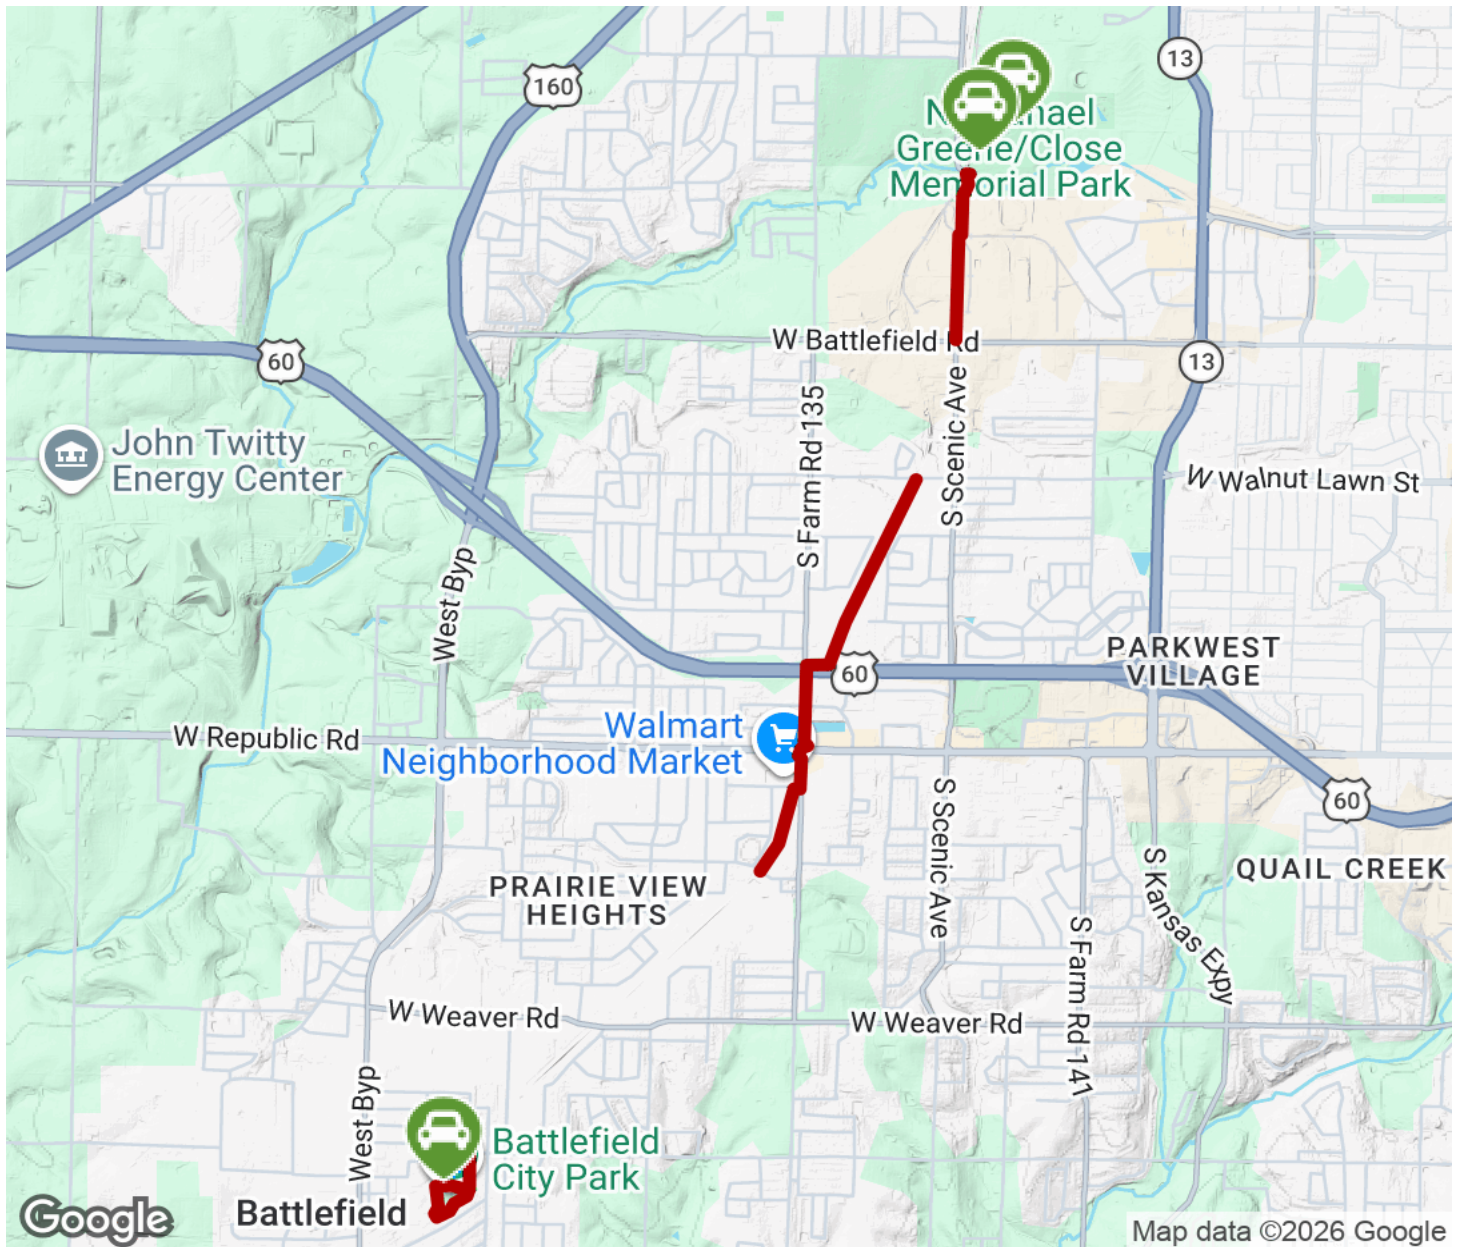 160
13
N
hael
Greene/Close
Memorial Park
W Battlefield Rd
60
13
John Twitty
Energy Center
S Farm Rd 135
S Scenic Ave
W Walnut Lawn St
West Byp
PARKWEST
VILLAGE
60
Walmart
Neighborhood Market
W Republic Rd
60
S Scenic Ave
S Kansas Expy
QUAIL CREEK
PRAIRIE VIEW
HEIGHTS
S Farm Rd 141
W Weaver Rd
W Weaver Rd
West Byp
Battlefield
City Park
Battlefield
Google
Map data ©2026 Google